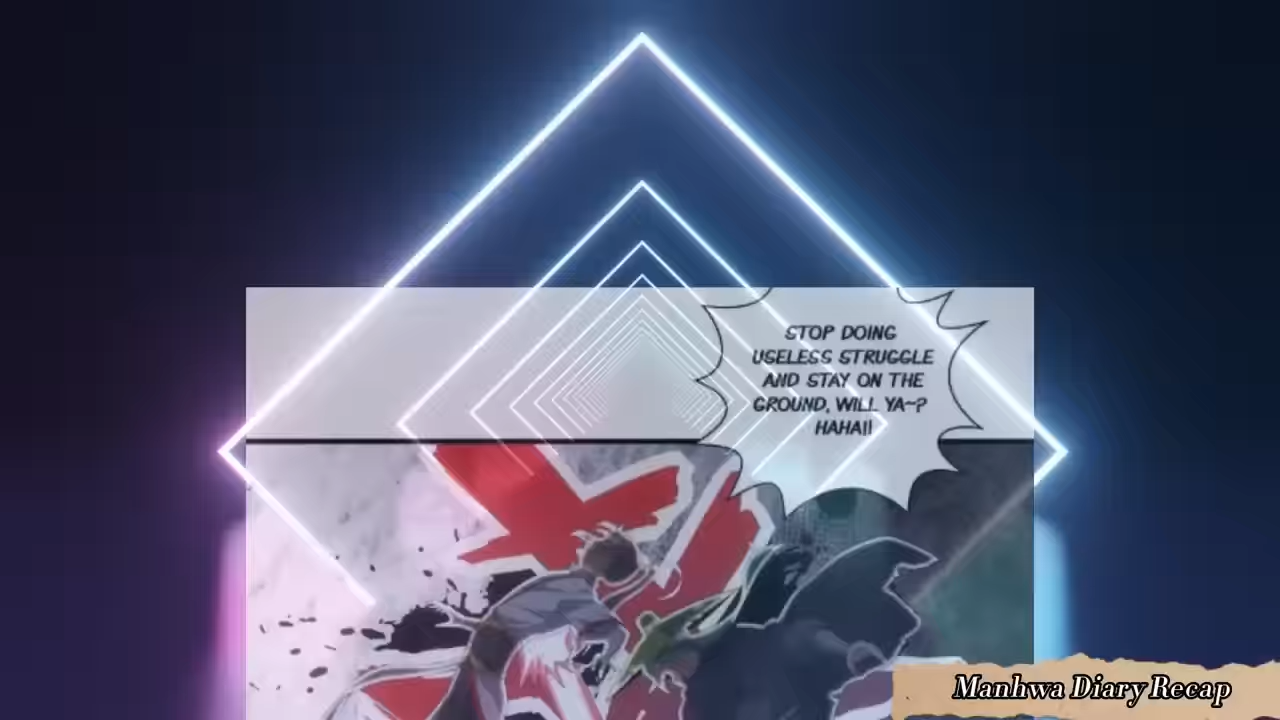 STOP DOING
USELESS STRUGGLE
AND STAY ON THE
GROUND, WILL YA~?
HAHA!!
Manhwa Diary Recap